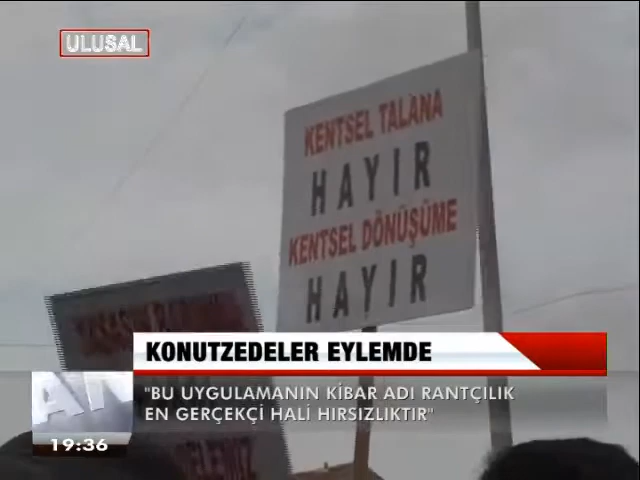 ULUSAL
KENTSEL TALANA
HAYIR
KENTSEL DÖNÜŞÜME
HAYIR
KONUTZEDELER EYLEMDE
"BU UYGULAMANIN KİBAR ADI RANTÇILIK
EN GERÇEKÇİ HALİ HIRSIZLIKTIR"
19:36